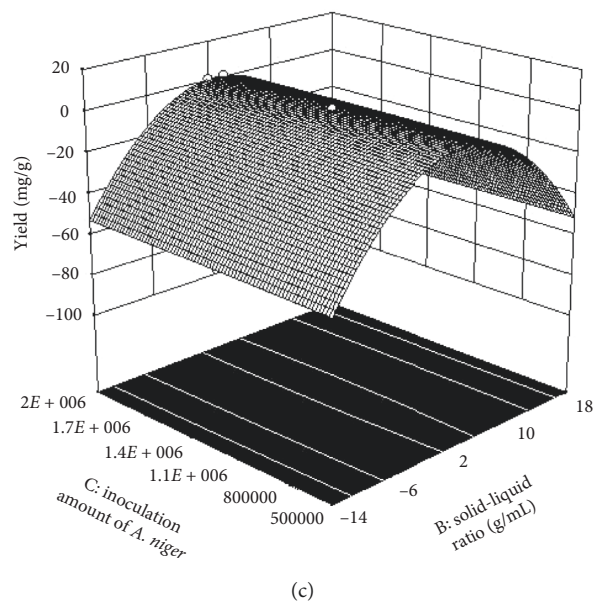 20
0
−20
−40
−60
−80
−100
Yield (mg/g)
2E + 006
1.7E + 006
1.4E + 006
1.1E + 006
800000
500000
C: inoculation
amount of A. niger
18
10
2
−6
−14
B: solid-liquid
ratio (g/mL)
(c)